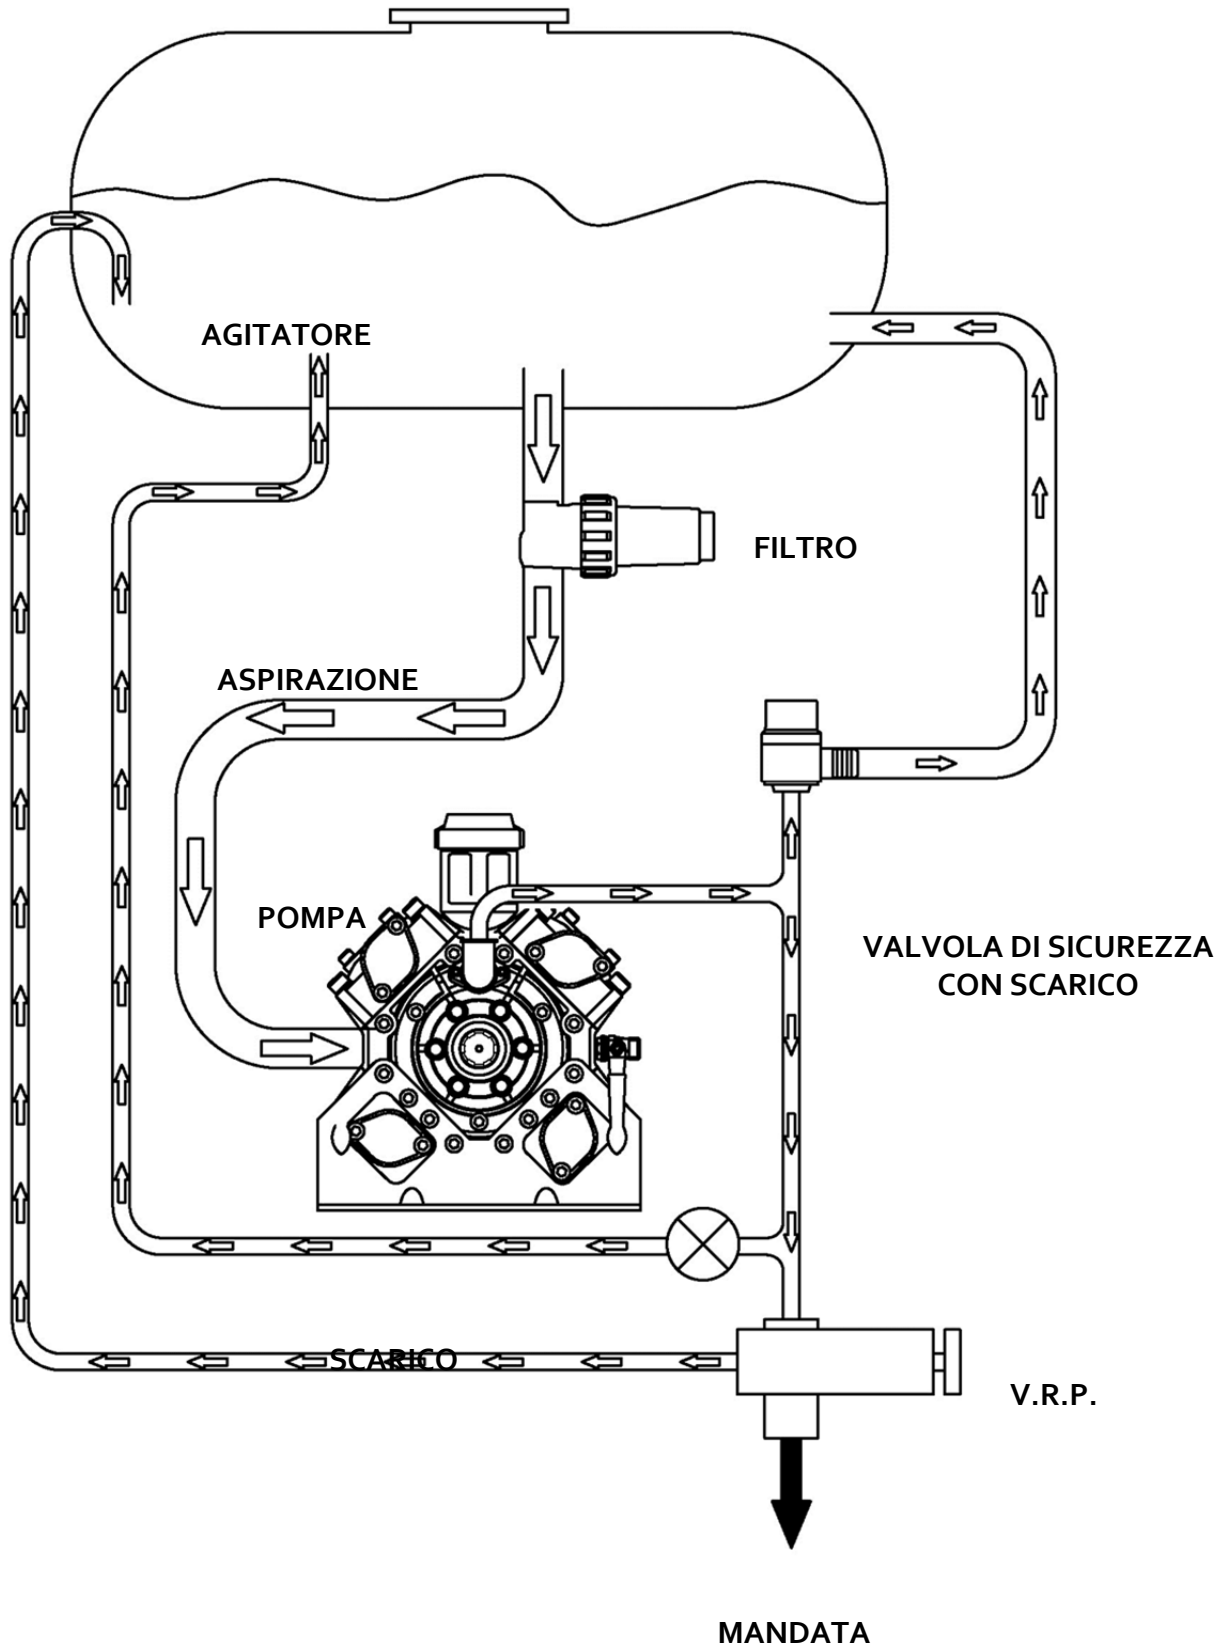 AGITATORE
FILTRO
ASPIRAZIONE
POMPA
VALVOLA DI SICUREZZA
CON SCARICO
SCARICO
V.R.P.
MANDATA